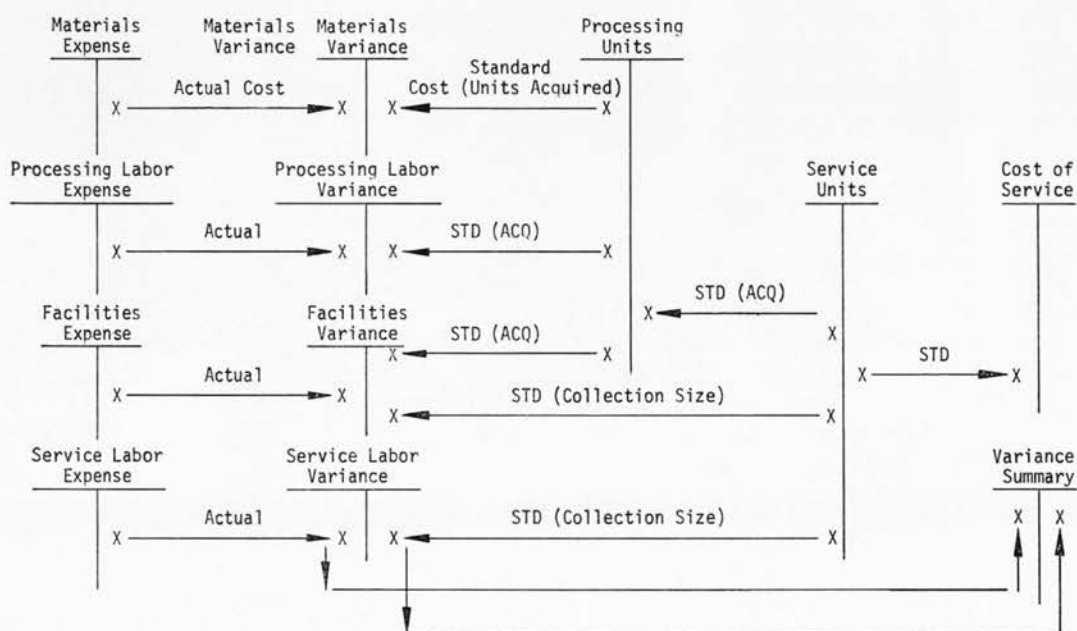 Materials Expense
Materials Variance
Materials Variance
Processing Units
X
Actual Cost
X
X
Standard Cost (Units Acquired)
X
Processing Labor Expense
Processing Labor Variance
Service Units
Cost of Service
X
Actual
X
X
STD (ACQ)
X
X
STD (ACQ)
X
Facilities Expense
Facilities Variance
X
STD (ACQ)
X
X
STD
X
X
Actual
X
X
STD (Collection Size)
X
Service Labor Expense
Service Labor Variance
Variance Summary
X
Actual
X
X
STD (Collection Size)
X
X
X